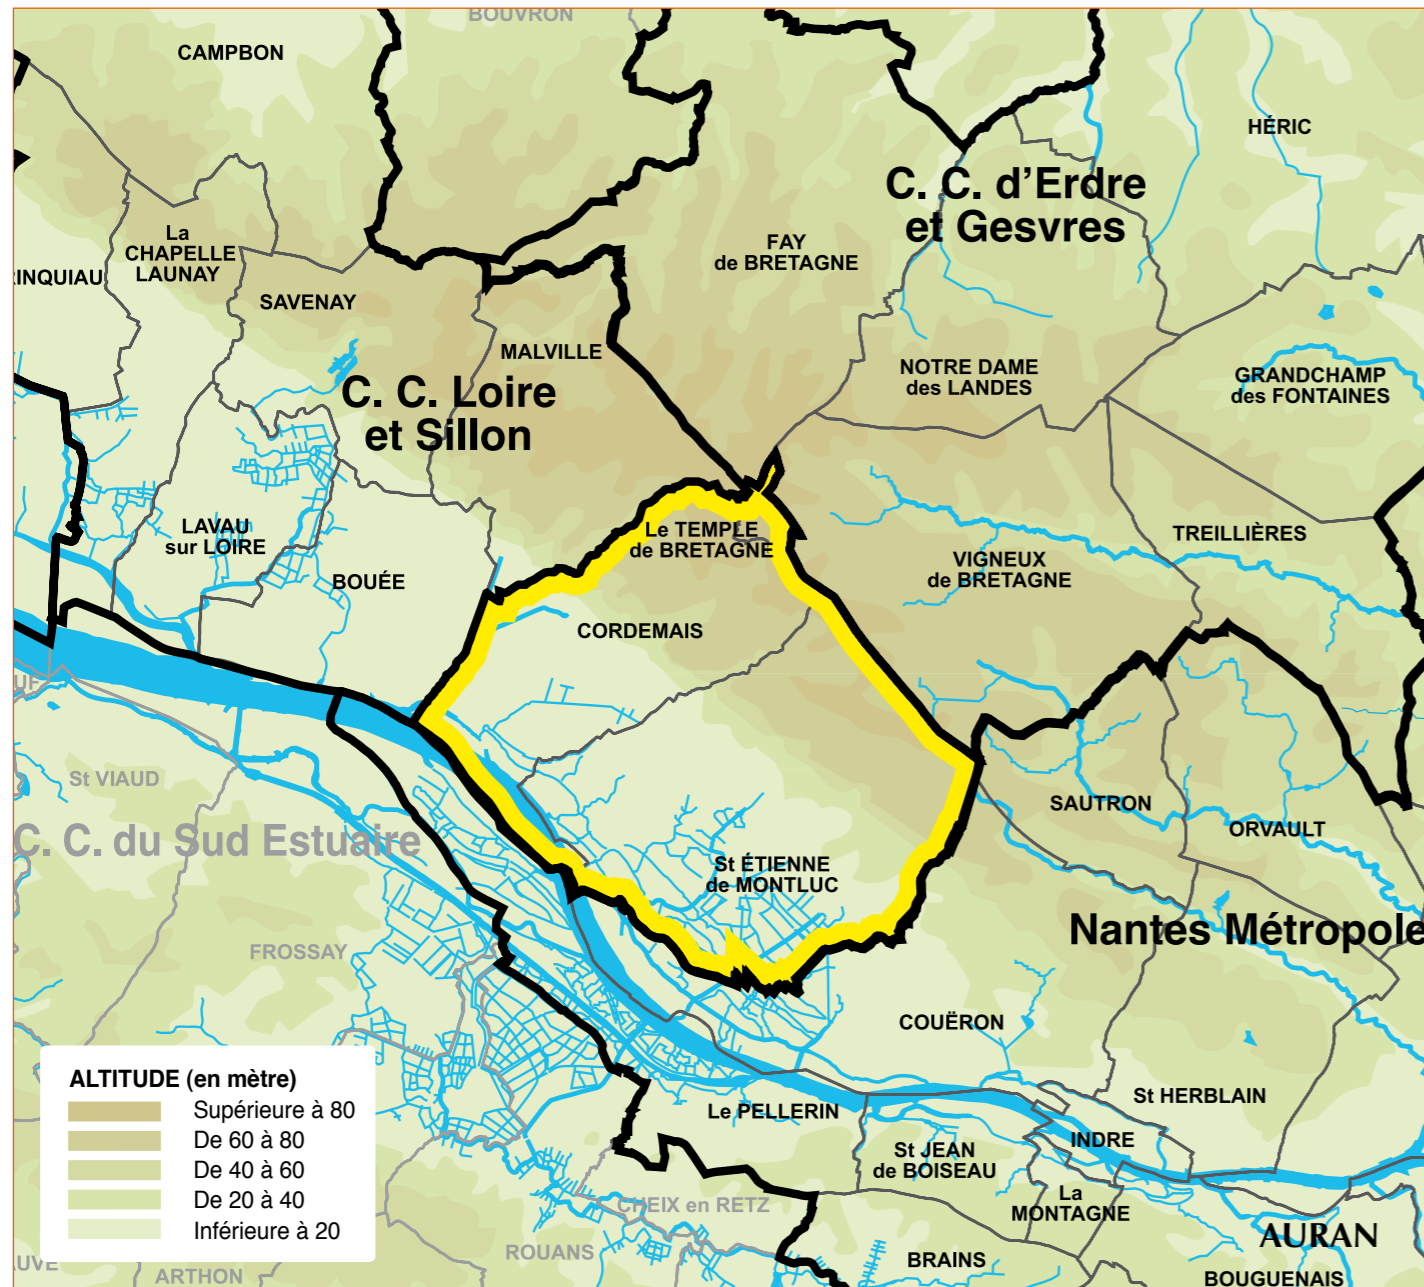 BOUVRON
CAMPBON
HÉRIC
C. C. d'Erdre
et Gesvres
La
CHAPELLE
LAUNAY
FAY
de BRETAGNE
SAVENAY
MALVILLE
NOTRE DAME
des LANDES
GRANDCHAMP
des FONTAINES
C. C. Loire
et Sillon
LAVAU
sur LOIRE
Le TEMPLE
de BRETAGNE
TREILLIÈRES
VIGNEUX
de BRETAGNE
BOUÉE
CORDEMAIS
St VIAUD
SAUTRON
ORVAULT
C. C. du Sud Estuaire
St ÉTIENNE
de MONTLUC
Nantes Métropole
FROSSAY
COUËRON
ALTITUDE (en mètre)
Supérieure à 80
De 60 à 80
De 40 à 60
De 20 à 40
Inférieure à 20
Le PELLERIN
St HERBLAIN
INDRE
St JEAN
de BOISEAU
La
MONTAGNE
CHEIX en RETZ
AURAN
ROUANS
BRAINS
ARTHON
BOUGUENAIS